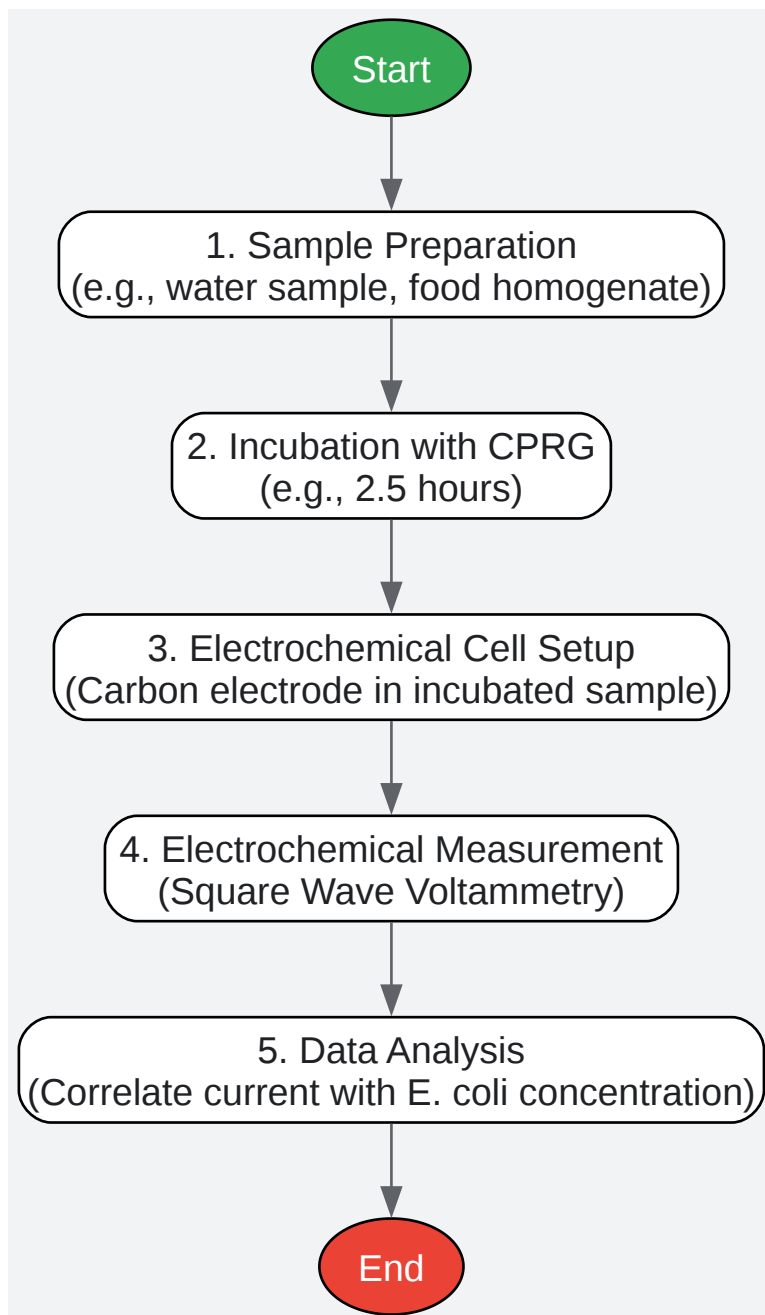 Start
1. Sample Preparation
(e.g., water sample, food homogenate)
2. Incubation with CPRG
(e.g., 2.5 hours)
3. Electrochemical Cell Setup
(Carbon electrode in incubated sample)
4. Electrochemical Measurement
(Square Wave Voltammetry)
5. Data Analysis
(Correlate current with E. coli concentration)
End